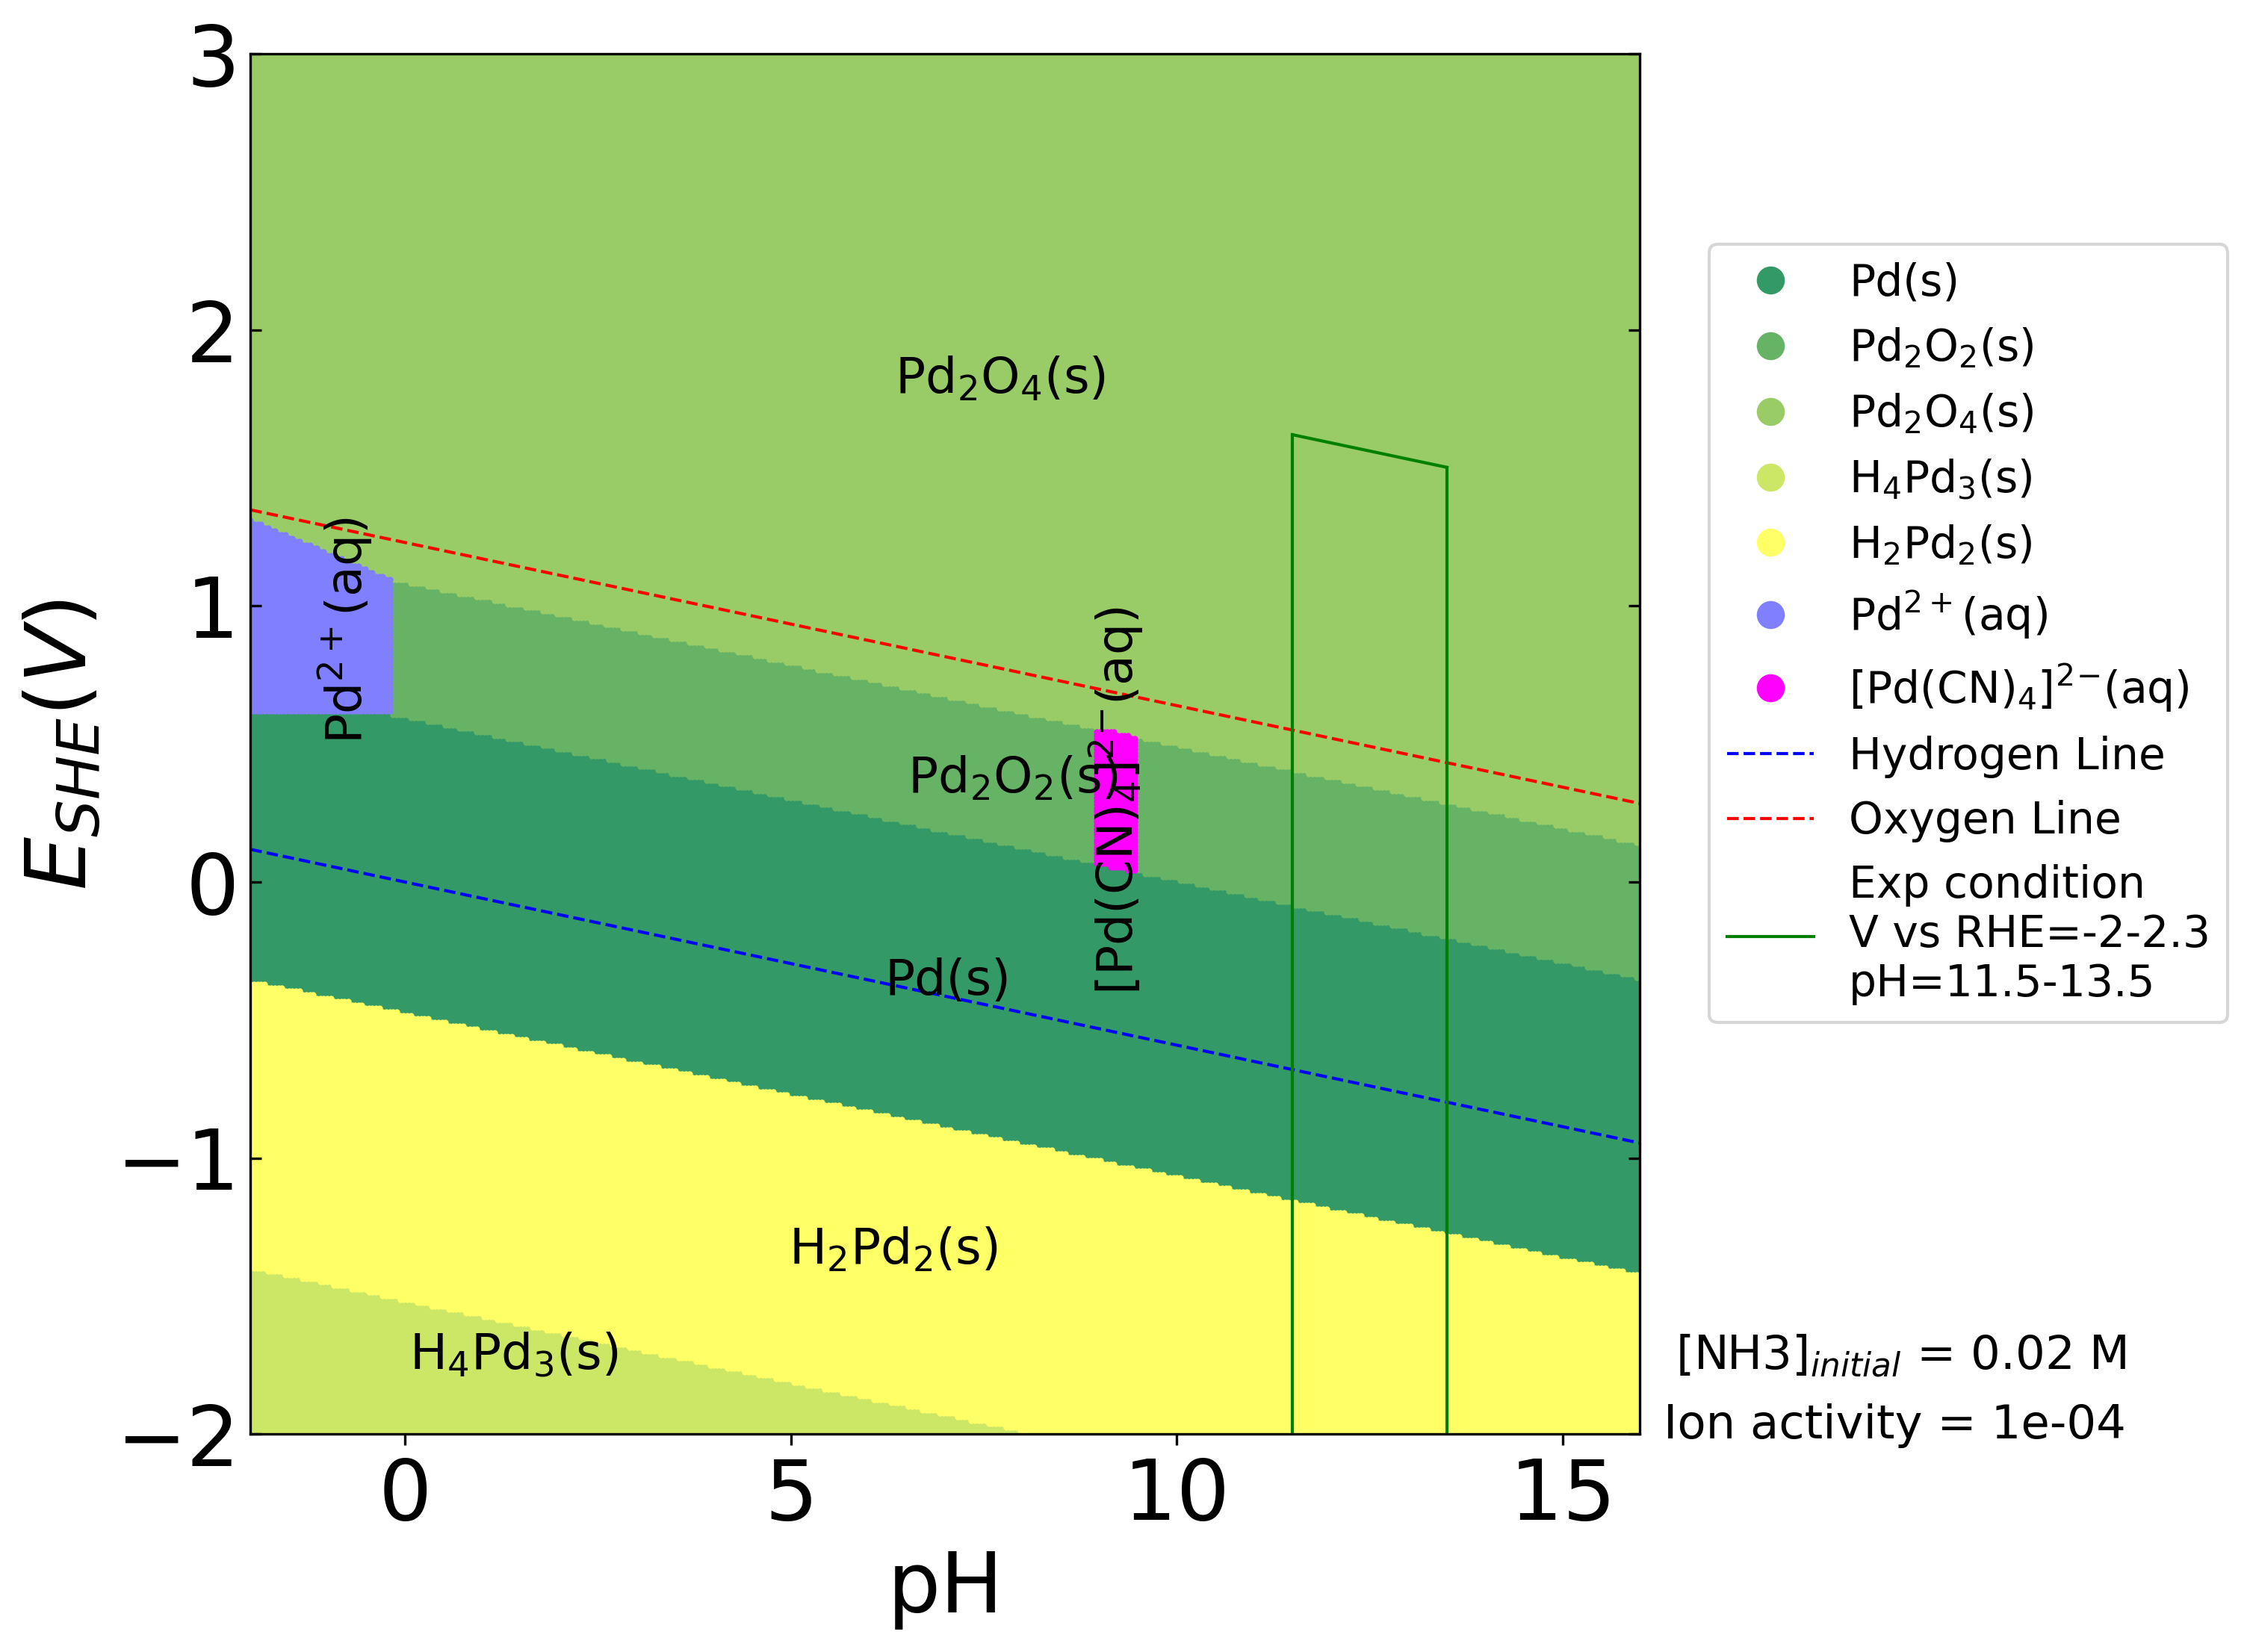 3
2
1
0
−1
−2
E_{SHE}(V)
0 5 10 15
pH
Pd₂O₄(s)
Pd²⁺(aq)
Pd₂O₂(s)
[Pd(CN)₄]²⁻(aq)
Pd(s)
H₂Pd₂(s)
H₄Pd₃(s)
Pd(s)
Pd₂O₂(s)
Pd₂O₄(s)
H₄Pd₃(s)
H₂Pd₂(s)
Pd²⁺(aq)
[Pd(CN)₄]²⁻(aq)
Hydrogen Line
Oxygen Line
Exp condition
V vs RHE=-2-2.3
pH=11.5-13.5
[NH3]_{initial} = 0.02 M
Ion activity = 1e-04